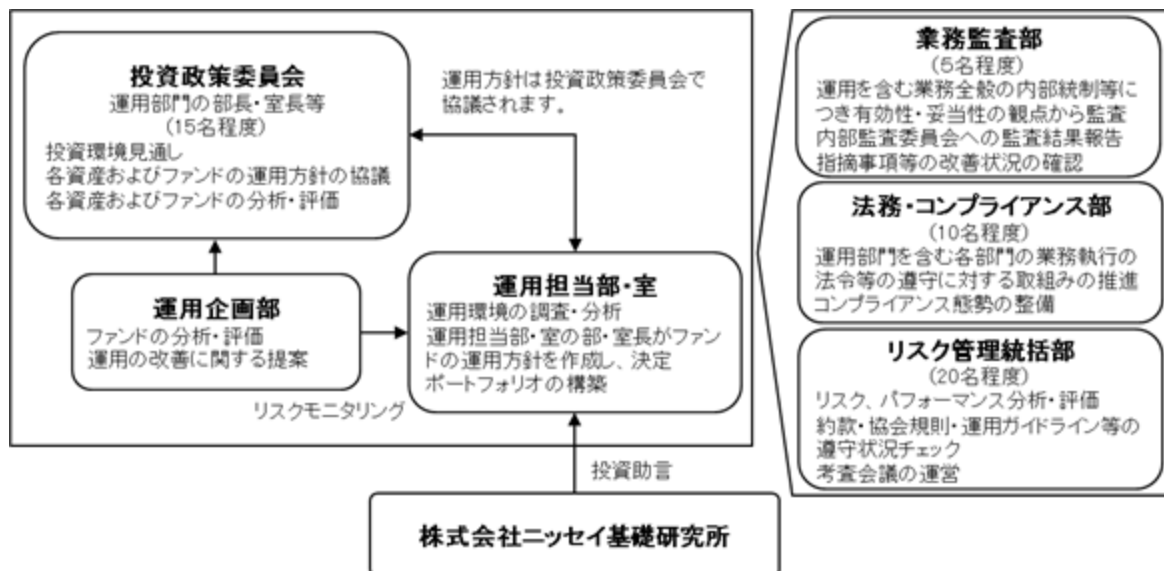 投資政策委員会
運用部門の部長・室長等
(15名程度)
投資環境見通し
各資産およびファンドの運用方針の協議
各資産およびファンドの分析・評価
運用方針は投資政策委員会で
協議されます。
運用企画部
ファンドの分析・評価
運用の改善に関する提案
リスクモニタリング
運用担当部・室
運用環境の調査・分析
運用担当部・室の部・室長がファン
ドの運用方針を作成し、決定
ポートフォリオの構築
投資助言
株式会社ニッセイ基礎研究所
業務監査部
(5名程度)
運用を含む業務全般の内部統制等に
つき有効性・妥当性の観点から監査
内部監査委員会への監査結果報告
指摘事項等の改善状況の確認
法務・コンプライアンス部
(10名程度)
運用部門を含む各部門の業務執行の
法令等の遵守に対する取組みの推進
コンプライアンス態勢の整備
リスク管理統括部
(20名程度)
リスク、パフォーマンス分析・評価
約款・協会規則・運用ガイドライン等の
遵守状況チェック
考査会議の運営